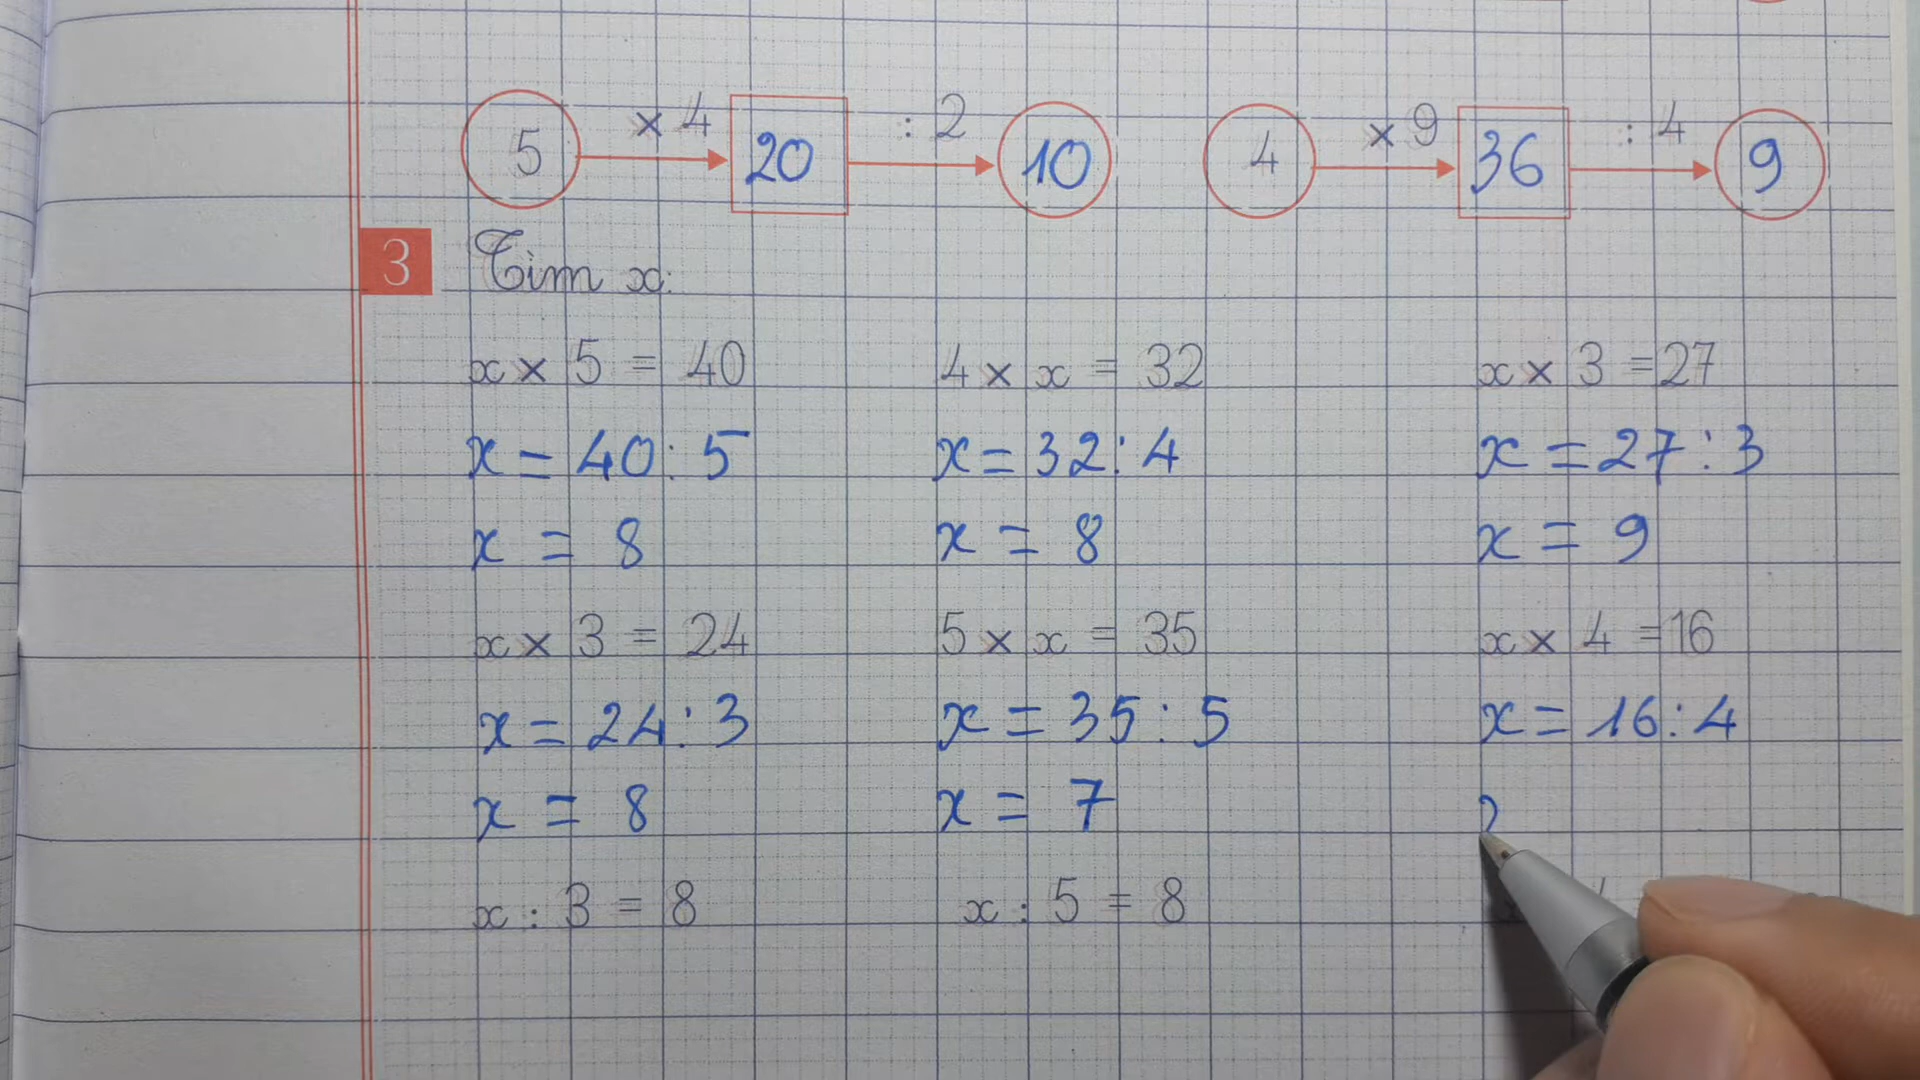 5 × 4 20 : 2 10 4 × 9 36 : 4 9
3 Tìm x:
x × 5 = 40 4 × x = 32 x × 3 = 27
x = 40 : 5 x = 32 : 4 x = 27 : 3
x = 8 x = 8 x = 9
x × 3 = 24 5 × x = 35 x × 4 = 16
x = 24 : 3 x = 35 : 5 x = 16 : 4
x = 8 x = 7
x : 3 = 8 x : 5 = 8